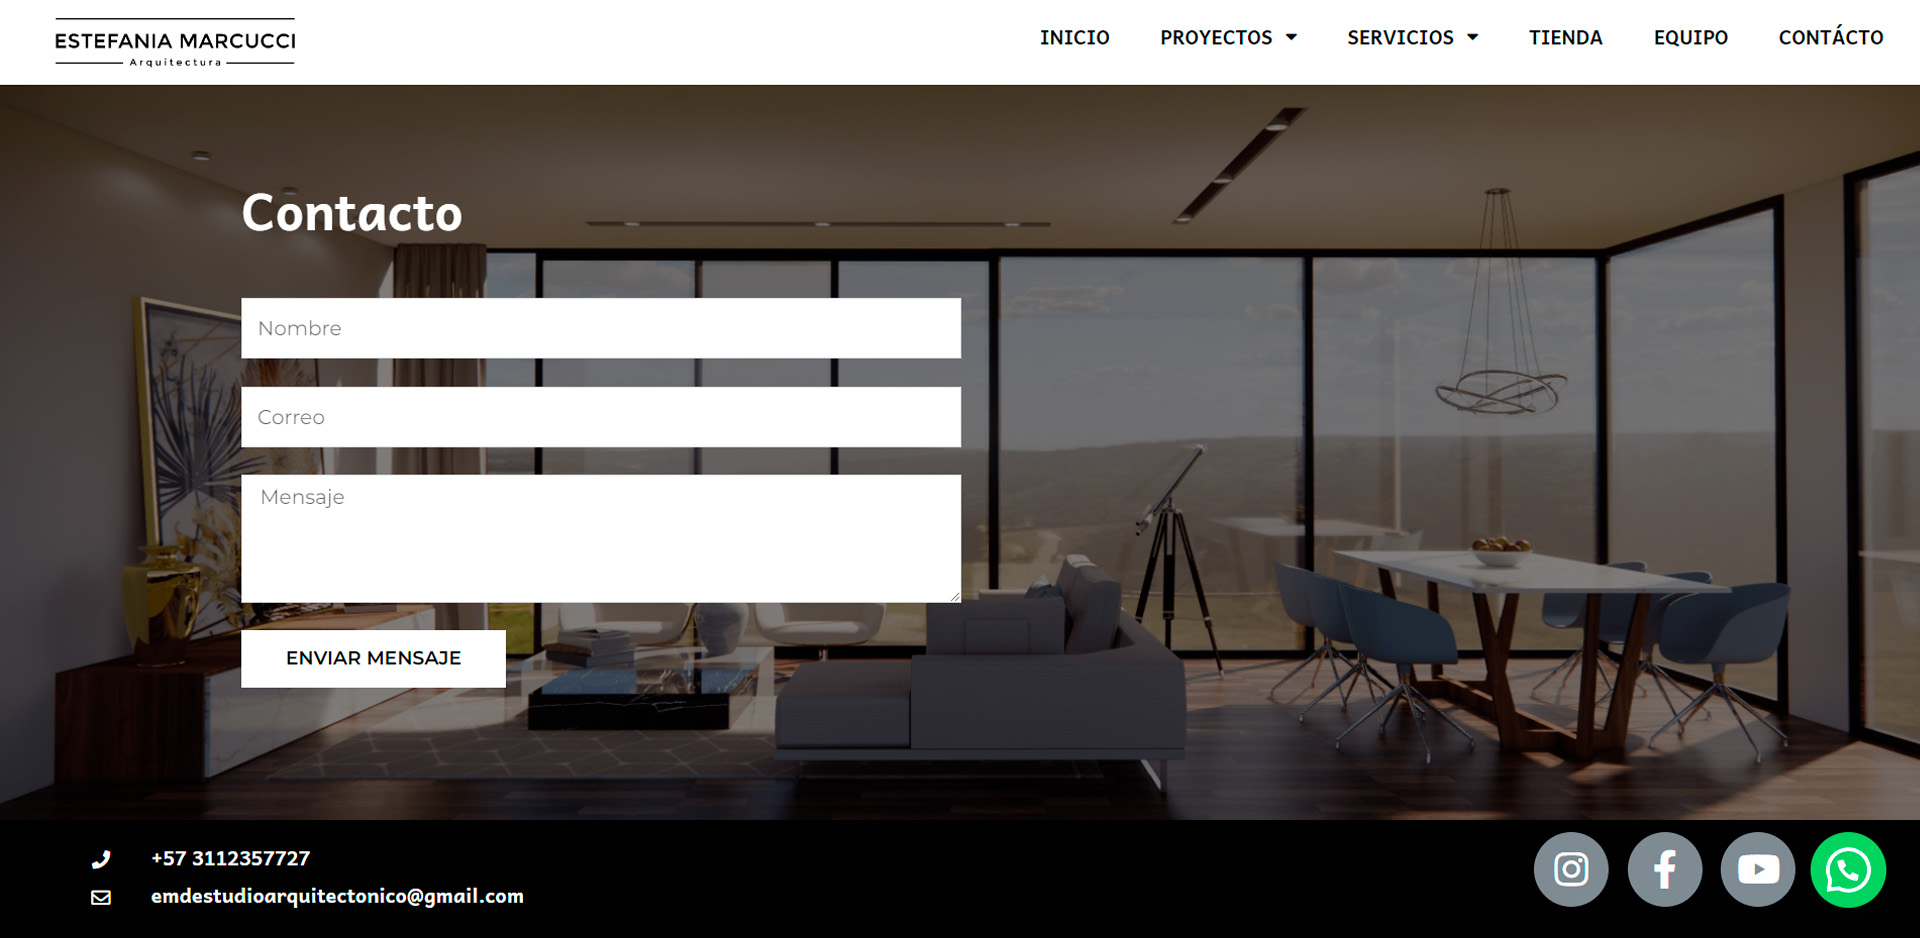 ESTEFANIA MARCUCCI
Arquitectura
INICIO PROYECTOS SERVICIOS TIENDA EQUIPO CONTÁCTO
Contacto
Nombre
Correo
Mensaje
ENVIAR MENSAJE
+57 3112357727
emdestudioarquitectonico@gmail.com